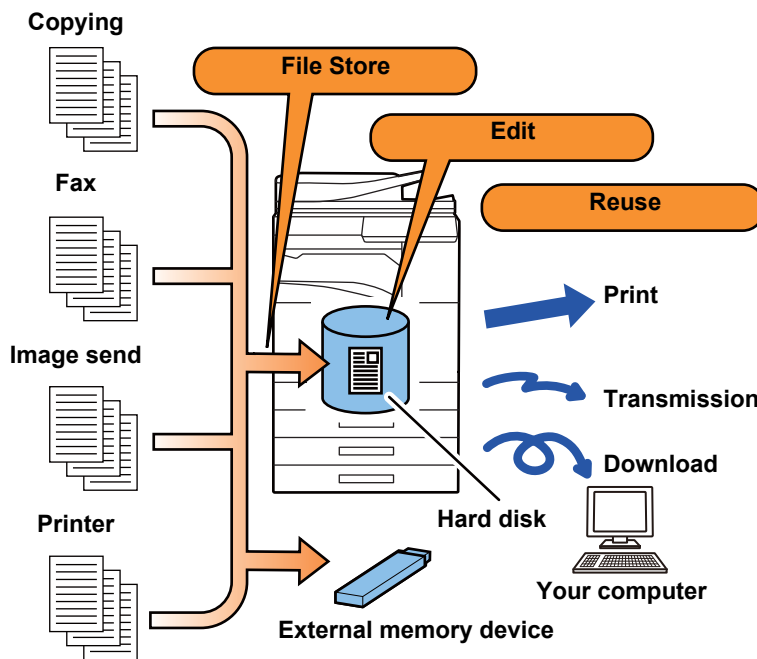 Copying
File Store
Edit
Fax
Reuse
Print
Image send
Transmission
Download
Hard disk
Printer
Your computer
External memory device